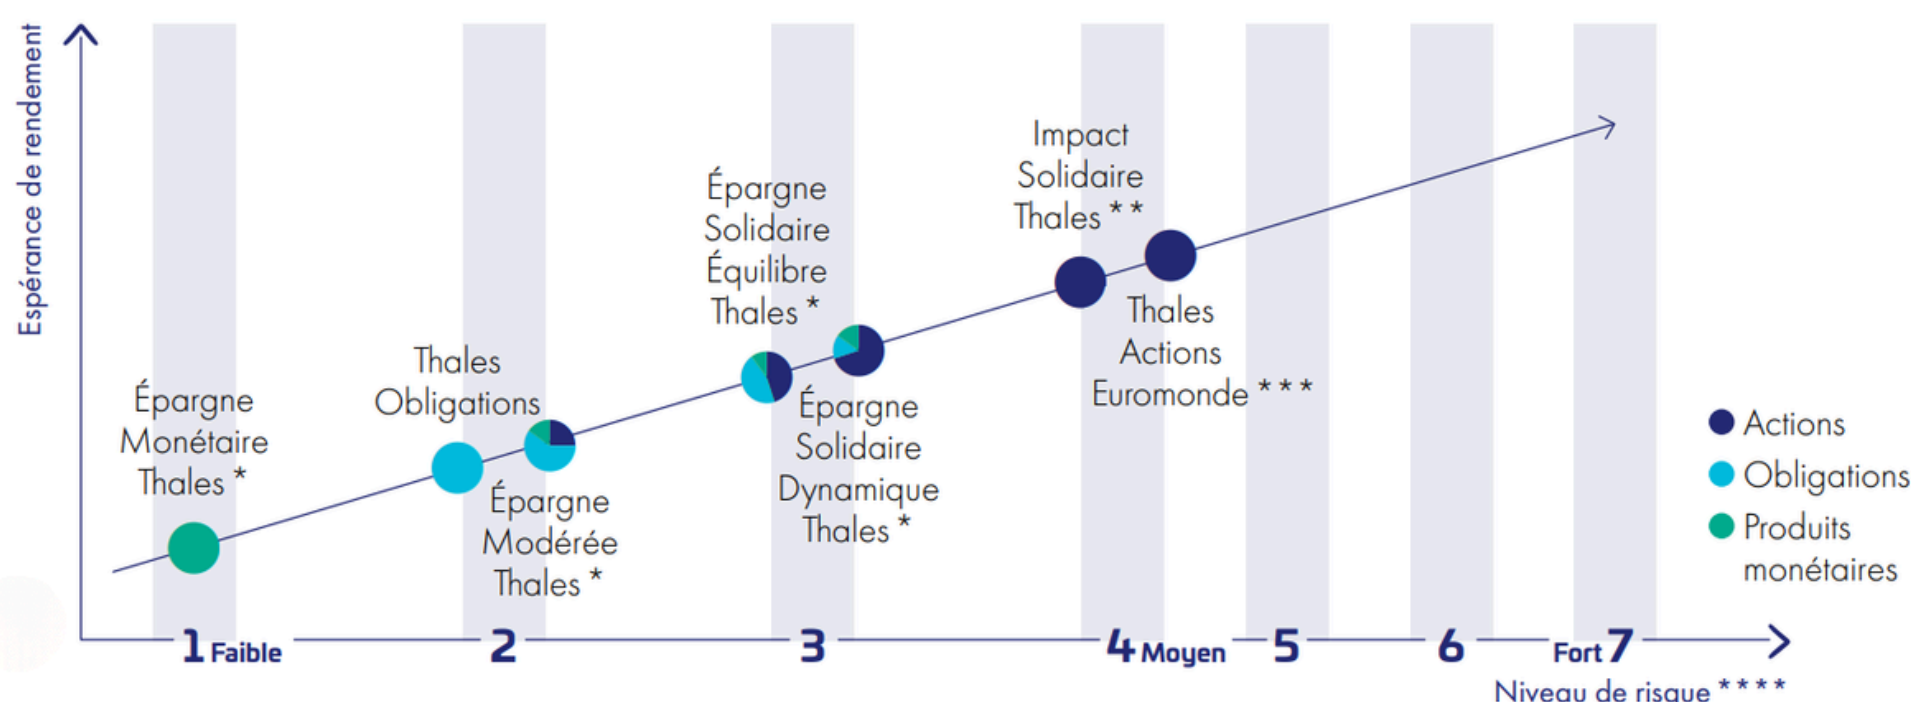 Espérance de rendement
Épargne
Monétaire
Thales *
Thales
Obligations
Épargne
Modérée
Thales *
Épargne
Solidaire
Équilibre
Thales *
Épargne
Solidaire
Dynamique
Thales *
Impact
Solidaire
Thales **
Thales
Actions
Euromonde ***
Actions
Obligations
Produits
monétaires
1 Faible 2 3 4 Moyen 5 6 Fort 7
Niveau de risque ****